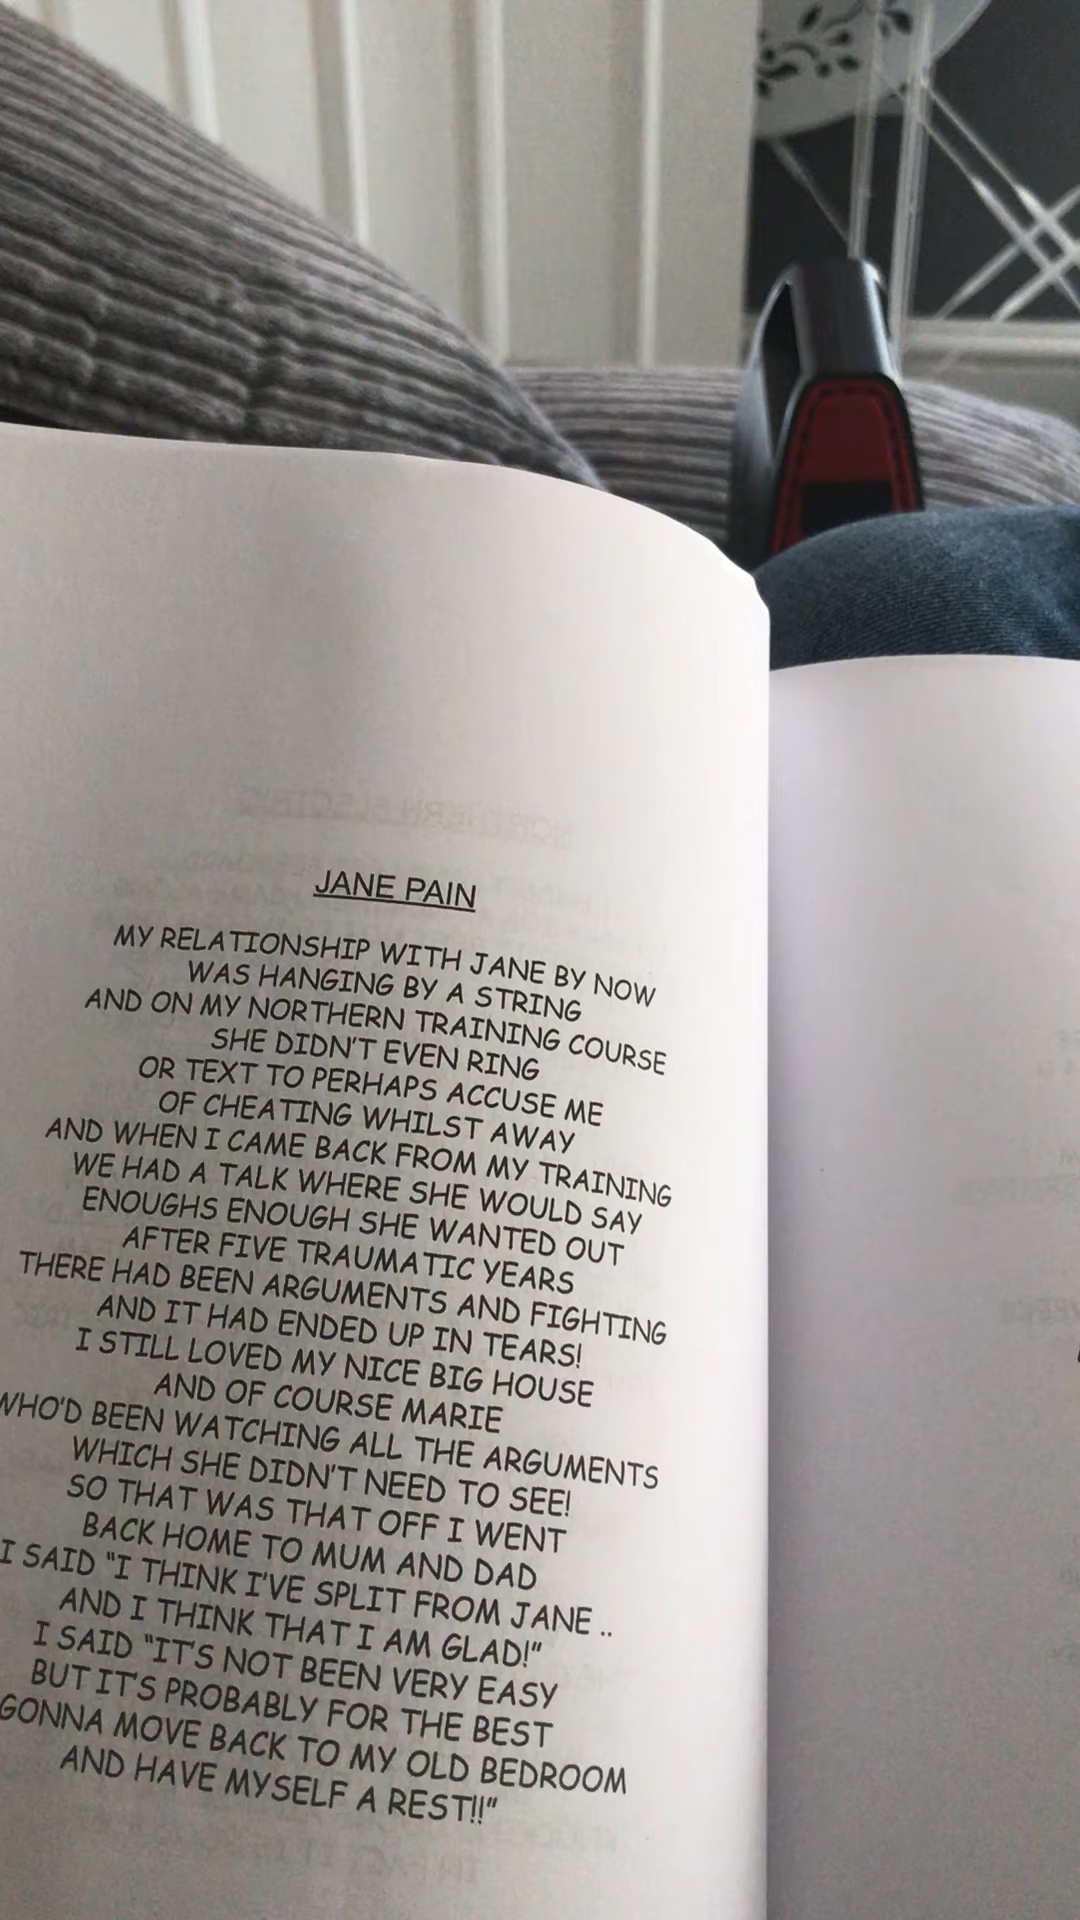 JANE PAIN
MY RELATIONSHIP WITH JANE BY NOW
WAS HANGING BY A STRING
AND ON MY NORTHERN TRAINING COURSE
SHE DIDN'T EVEN RING
OR TEXT TO PERHAPS ACCUSE ME
OF CHEATING WHILST AWAY
AND WHEN I CAME BACK FROM MY TRAINING
WE HAD A TALK WHERE SHE WOULD SAY
ENOUGHS ENOUGH SHE WANTED OUT
AFTER FIVE TRAUMATIC YEARS
THERE HAD BEEN ARGUMENTS AND FIGHTING
AND IT HAD ENDED UP IN TEARS!
I STILL LOVED MY NICE BIG HOUSE
AND OF COURSE MARIE
WHO'D BEEN WATCHING ALL THE ARGUMENTS
WHICH SHE DIDN'T NEED TO SEE!
SO THAT WAS THAT OFF I WENT
BACK HOME TO MUM AND DAD
I SAID "I THINK I'VE SPLIT FROM JANE ..
AND I THINK THAT I AM GLAD!"
I SAID "IT'S NOT BEEN VERY EASY
BUT IT'S PROBABLY FOR THE BEST
GONNA MOVE BACK TO MY OLD BEDROOM
AND HAVE MYSELF A REST!!"